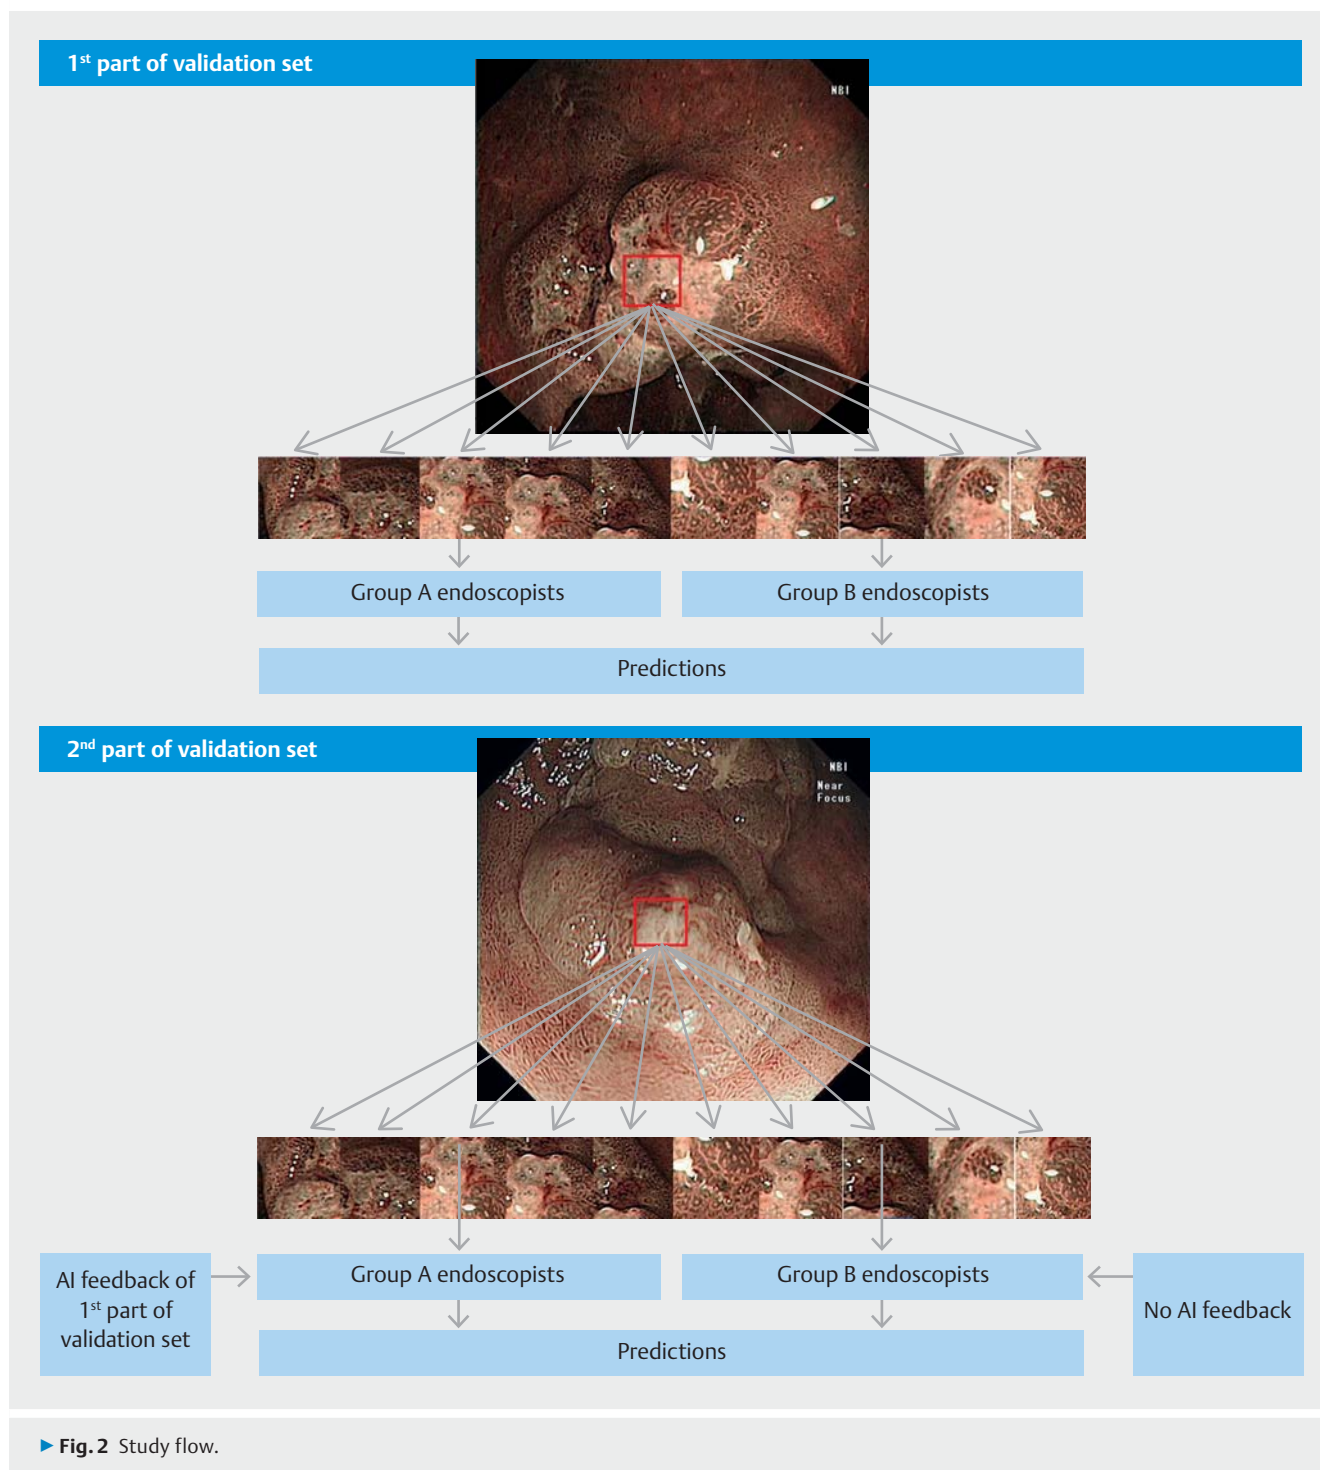 1st part of validation set
NBI
Group A endoscopists
Group B endoscopists
Predictions
2nd part of validation set
NBI
Near
Focus
AI feedback of
1st part of
validation set
Group A endoscopists
Group B endoscopists
No AI feedback
Predictions
▶ Fig. 2 Study flow.